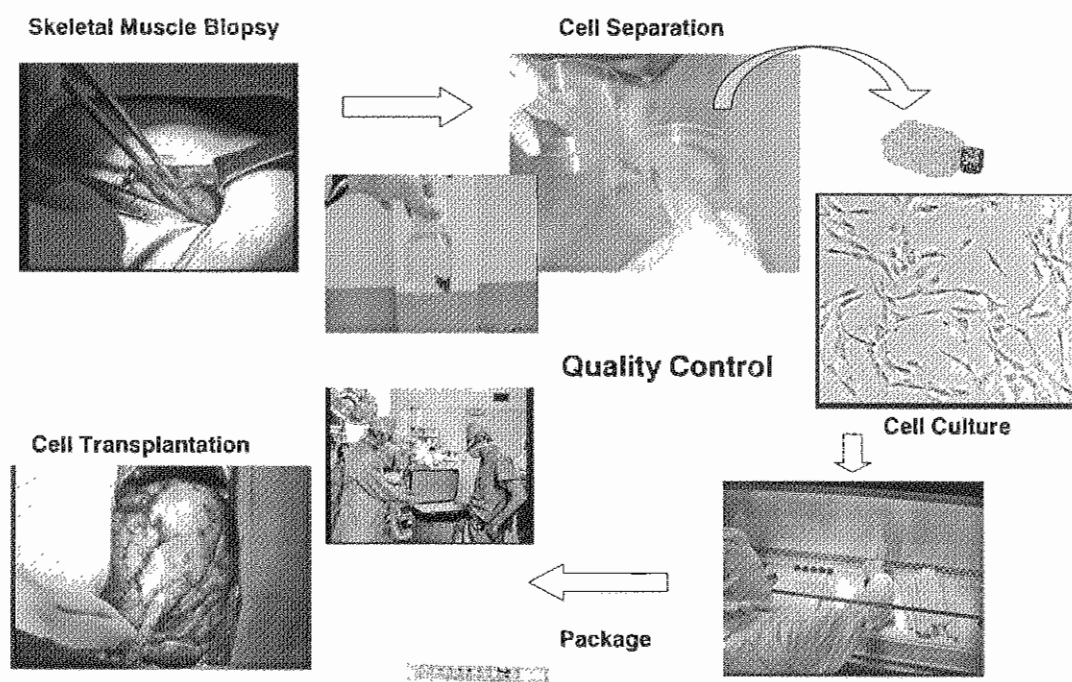 Skeletal Muscle Biopsy
Cell Separation
Quality Control
Cell Culture
Cell Transplantation
Package